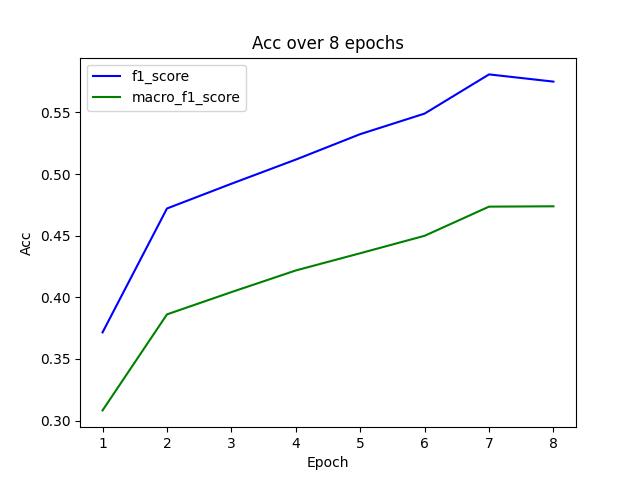 Acc over 8 epochs
f1_score
macro_f1_score
Acc
0.55
0.50
0.45
0.40
0.35
0.30
1 2 3 4 5 6 7 8
Epoch